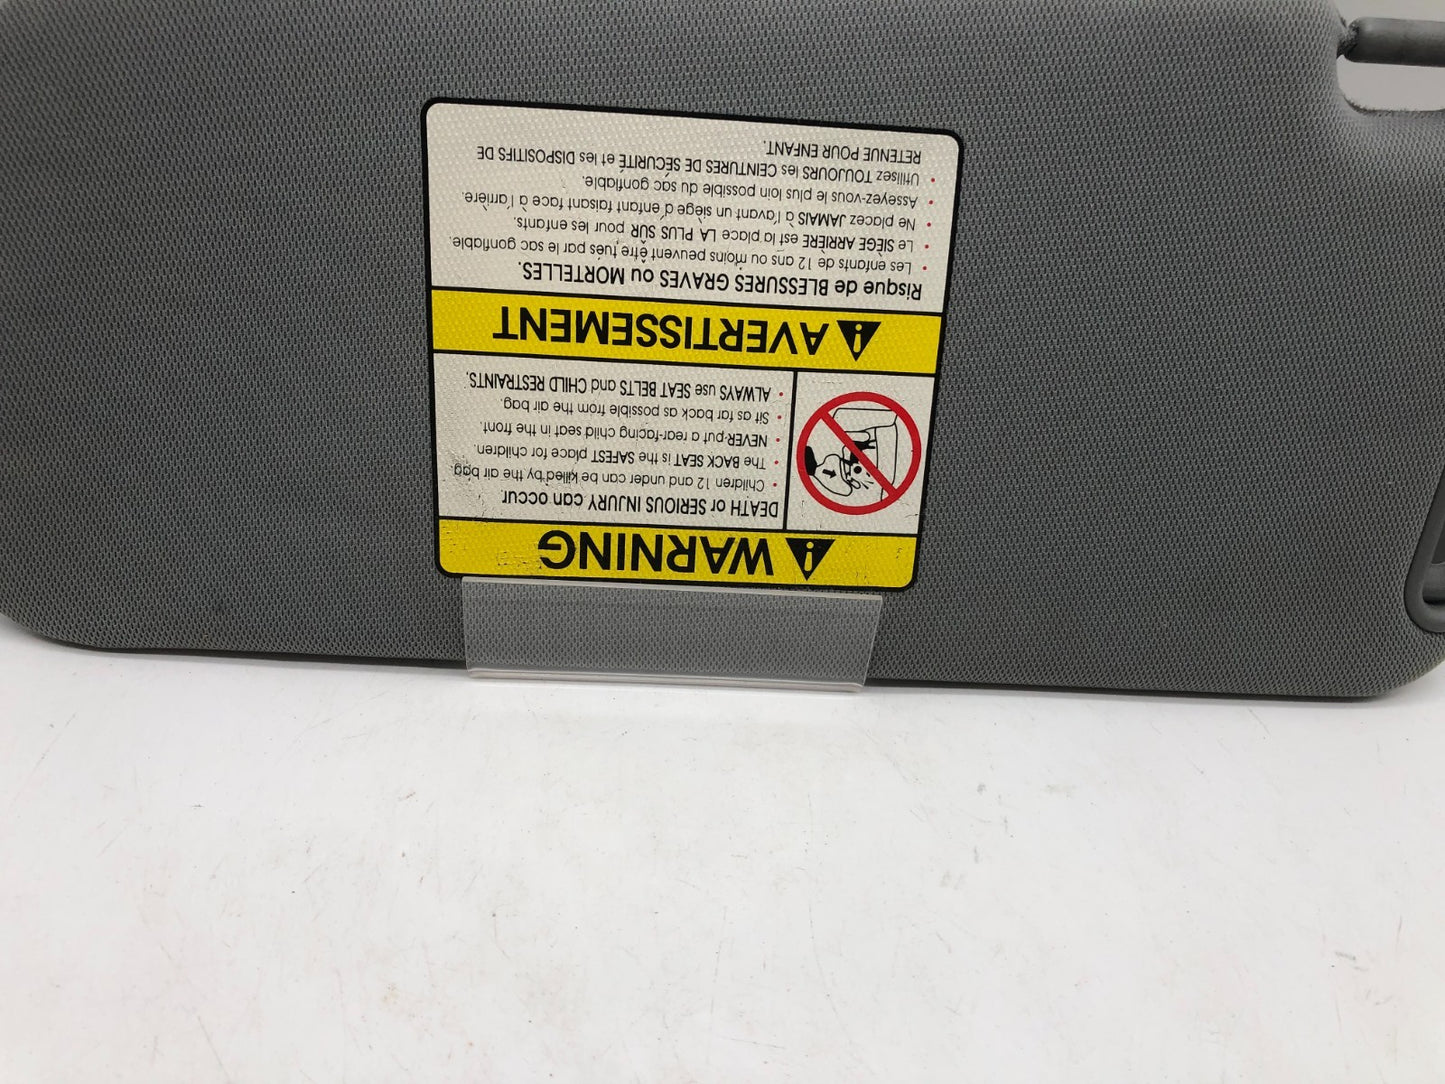 WARNING
DEATH or SERIOUS INJURY can occur.
• Children 12 and under can be killed by the air bag.
• The BACK SEAT is the SAFEST place for children.
• NEVER put a rear-facing child seat in the front.
• Sit as far back as possible from the air bag.
• ALWAYS use SEAT BELTS and CHILD RESTRAINTS.
AVERTISSEMENT
Risque de BLESSURES GRAVES ou MORTELLES.
• Les enfants de 12 ans ou moins peuvent être tués par le sac gonflable.
• Le SIÈGE ARRIÈRE est la place LA PLUS SÛR pour les enfants.
• Ne placez JAMAIS à l'avant un siège d'enfant faisant face à l'arrière.
• Asseyez-vous le plus loin possible du sac gonflable.
• Utilisez TOUJOURS les CEINTURES DE SÉCURITÉ et les DISPOSITIFS DE
RETENUE POUR ENFANT.